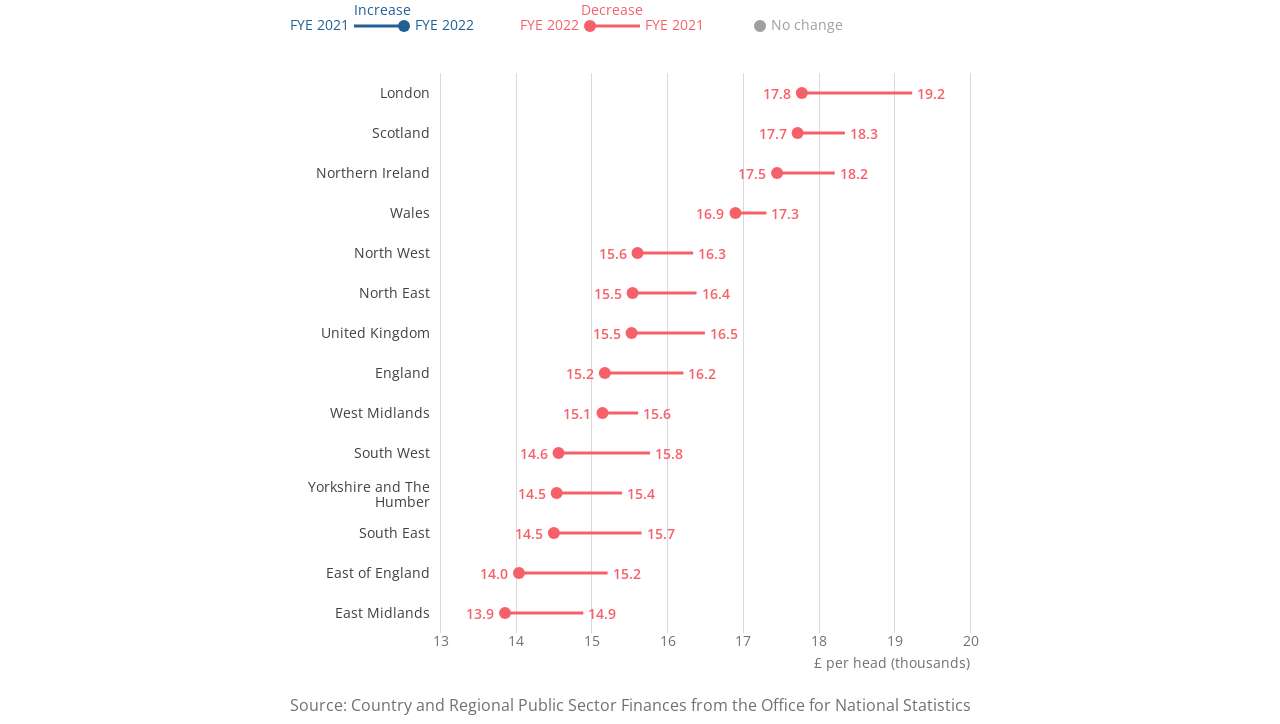 Increase
FYE 2021 FYE 2022
Decrease
FYE 2022 FYE 2021
No change
London 17.8 19.2
Scotland 17.7 18.3
Northern Ireland 17.5 18.2
Wales 16.9 17.3
North West 15.6 16.3
North East 15.5 16.4
United Kingdom 15.5 16.5
England 15.2 16.2
West Midlands 15.1 15.6
South West 14.6 15.8
Yorkshire and The
Humber 14.5 15.4
South East 14.5 15.7
East of England 14.0 15.2
East Midlands 13.9 14.9
13 14 15 16 17 18 19 20
£ per head (thousands)
Source: Country and Regional Public Sector Finances from the Office for National Statistics